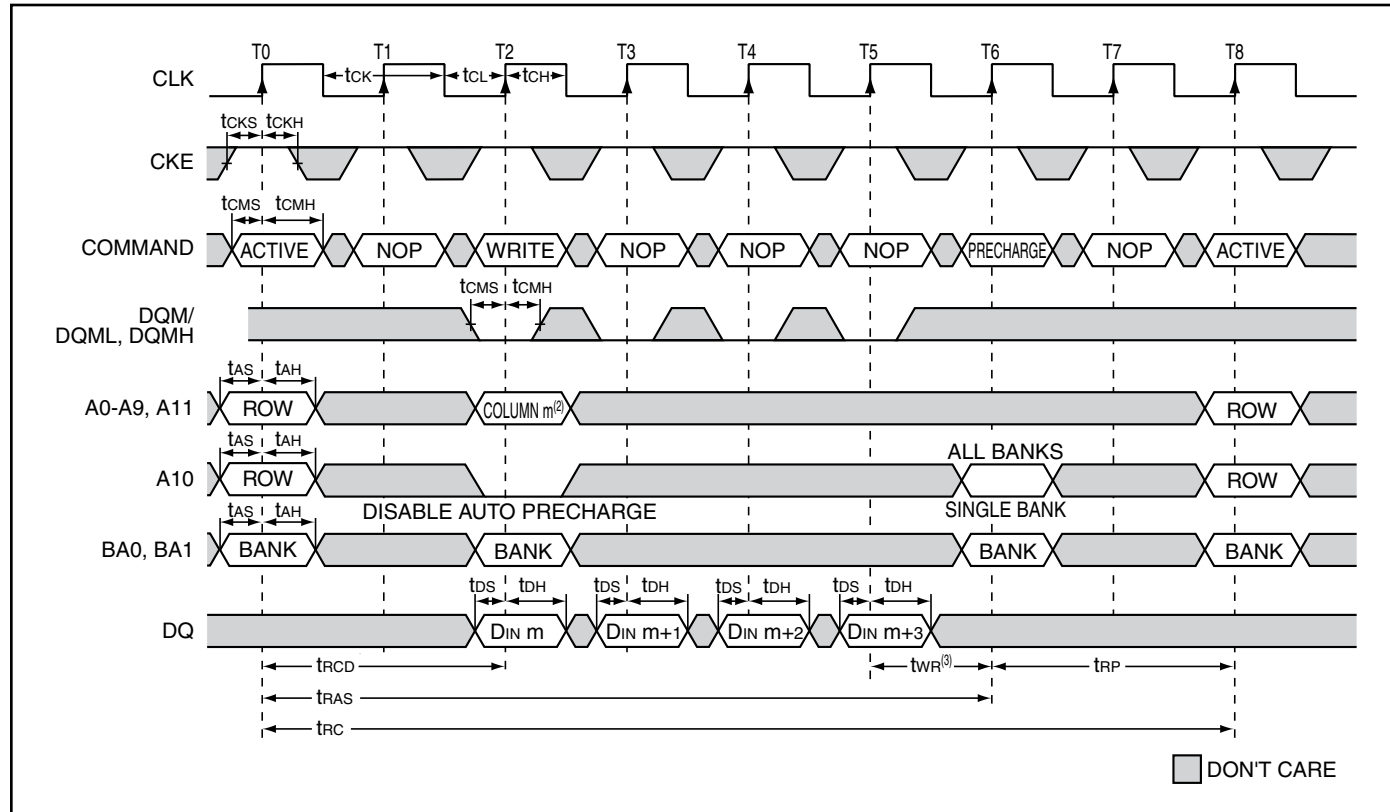 T0 T1 T2 T3 T4 T5 T6 T7 T8
CLK tCK tCL tCH
tCKS tCKH
CKE
tCMS tCMH
COMMAND ACTIVE NOP WRITE NOP NOP NOP PRECHARGE NOP ACTIVE
tCMS tCMH
DQM/
DQML, DQMH
tAS tAH
A0-A9, A11 ROW COLUMN m(2) ROW
tAS tAH ALL BANKS
A10 ROW ROW
tAS tAH DISABLE AUTO PRECHARGE SINGLE BANK
BA0, BA1 BANK BANK BANK BANK
tDS tDH tDS tDH tDS tDH tDS tDH
DQ DIN m DIN m+1 DIN m+2 DIN m+3
tRCD tWR(3) tRP
tRAS
tRC
DON'T CARE